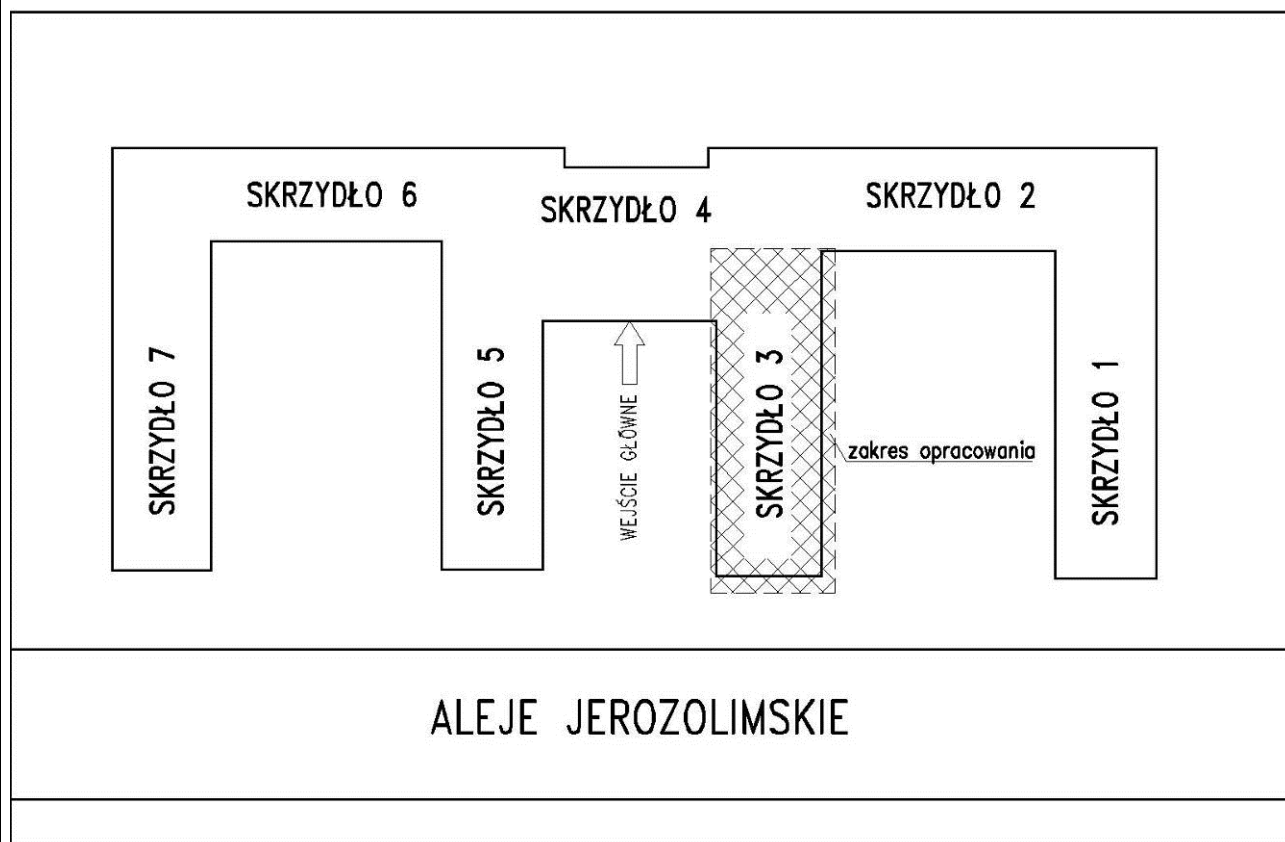 SKRZYDŁO 6
SKRZYDŁO 4
SKRZYDŁO 2
SKRZYDŁO 7
SKRZYDŁO 5
WEJŚCIE GŁÓWNE
SKRZYDŁO 3
zakres opracowania
SKRZYDŁO 1
ALEJE JEROZOLIMSKIE